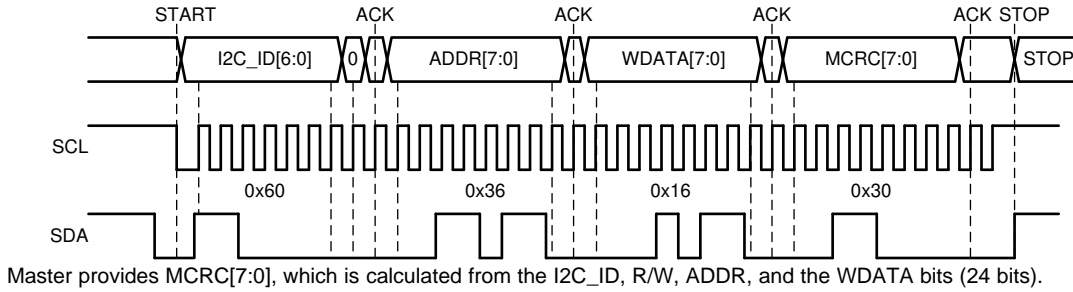 START ACK ACK ACK ACK STOP
I2C_ID[6:0] 0 ADDR[7:0] WDATA[7:0] MCRC[7:0] STOP
SCL
0x60 0x36 0x16 0x30
SDA
Master provides MCRC[7:0], which is calculated from the I2C_ID, R/W, ADDR, and the WDATA bits (24 bits).